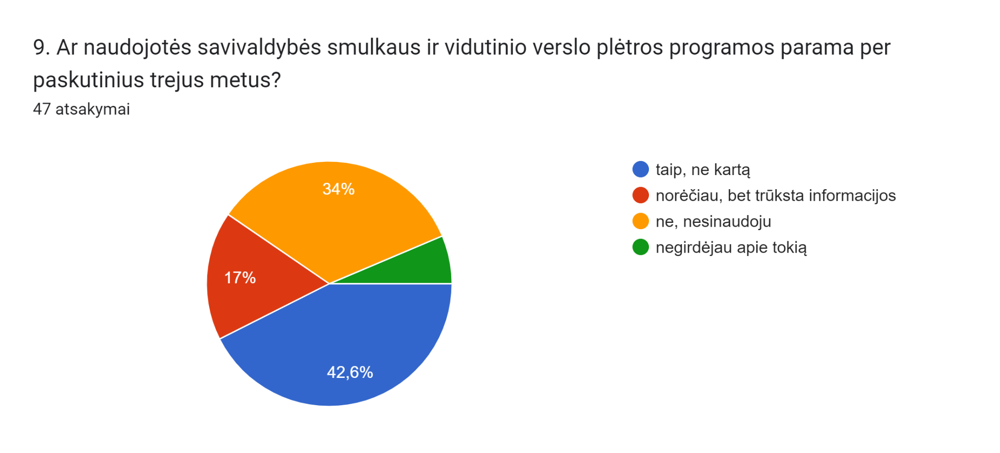 9. Ar naudojotės savivaldybės smulkaus ir vidutinio verslo plėtros programos parama per
paskutinius trejus metus?
47 atsakymai
34%
17%
42,6%
taip, ne kartą
norėčiau, bet trūksta informacijos
ne, nesinaudoju
negirdėjau apie tokią